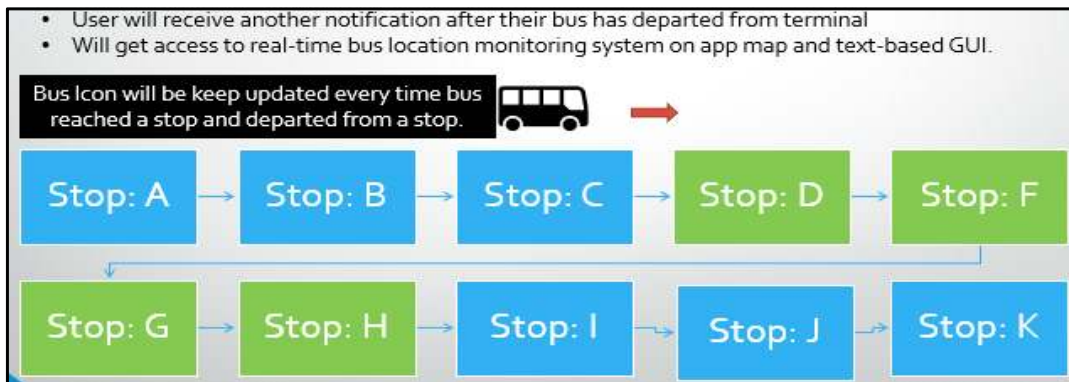 • User will receive another notification after their bus has departed from terminal
• Will get access to real-time bus location monitoring system on app map and text-based GUI.
Bus Icon will be keep updated every time bus
reached a stop and departed from a stop.
Stop: A
Stop: B
Stop: C
Stop: D
Stop: F
Stop: G
Stop: H
Stop: I
Stop: J
Stop: K